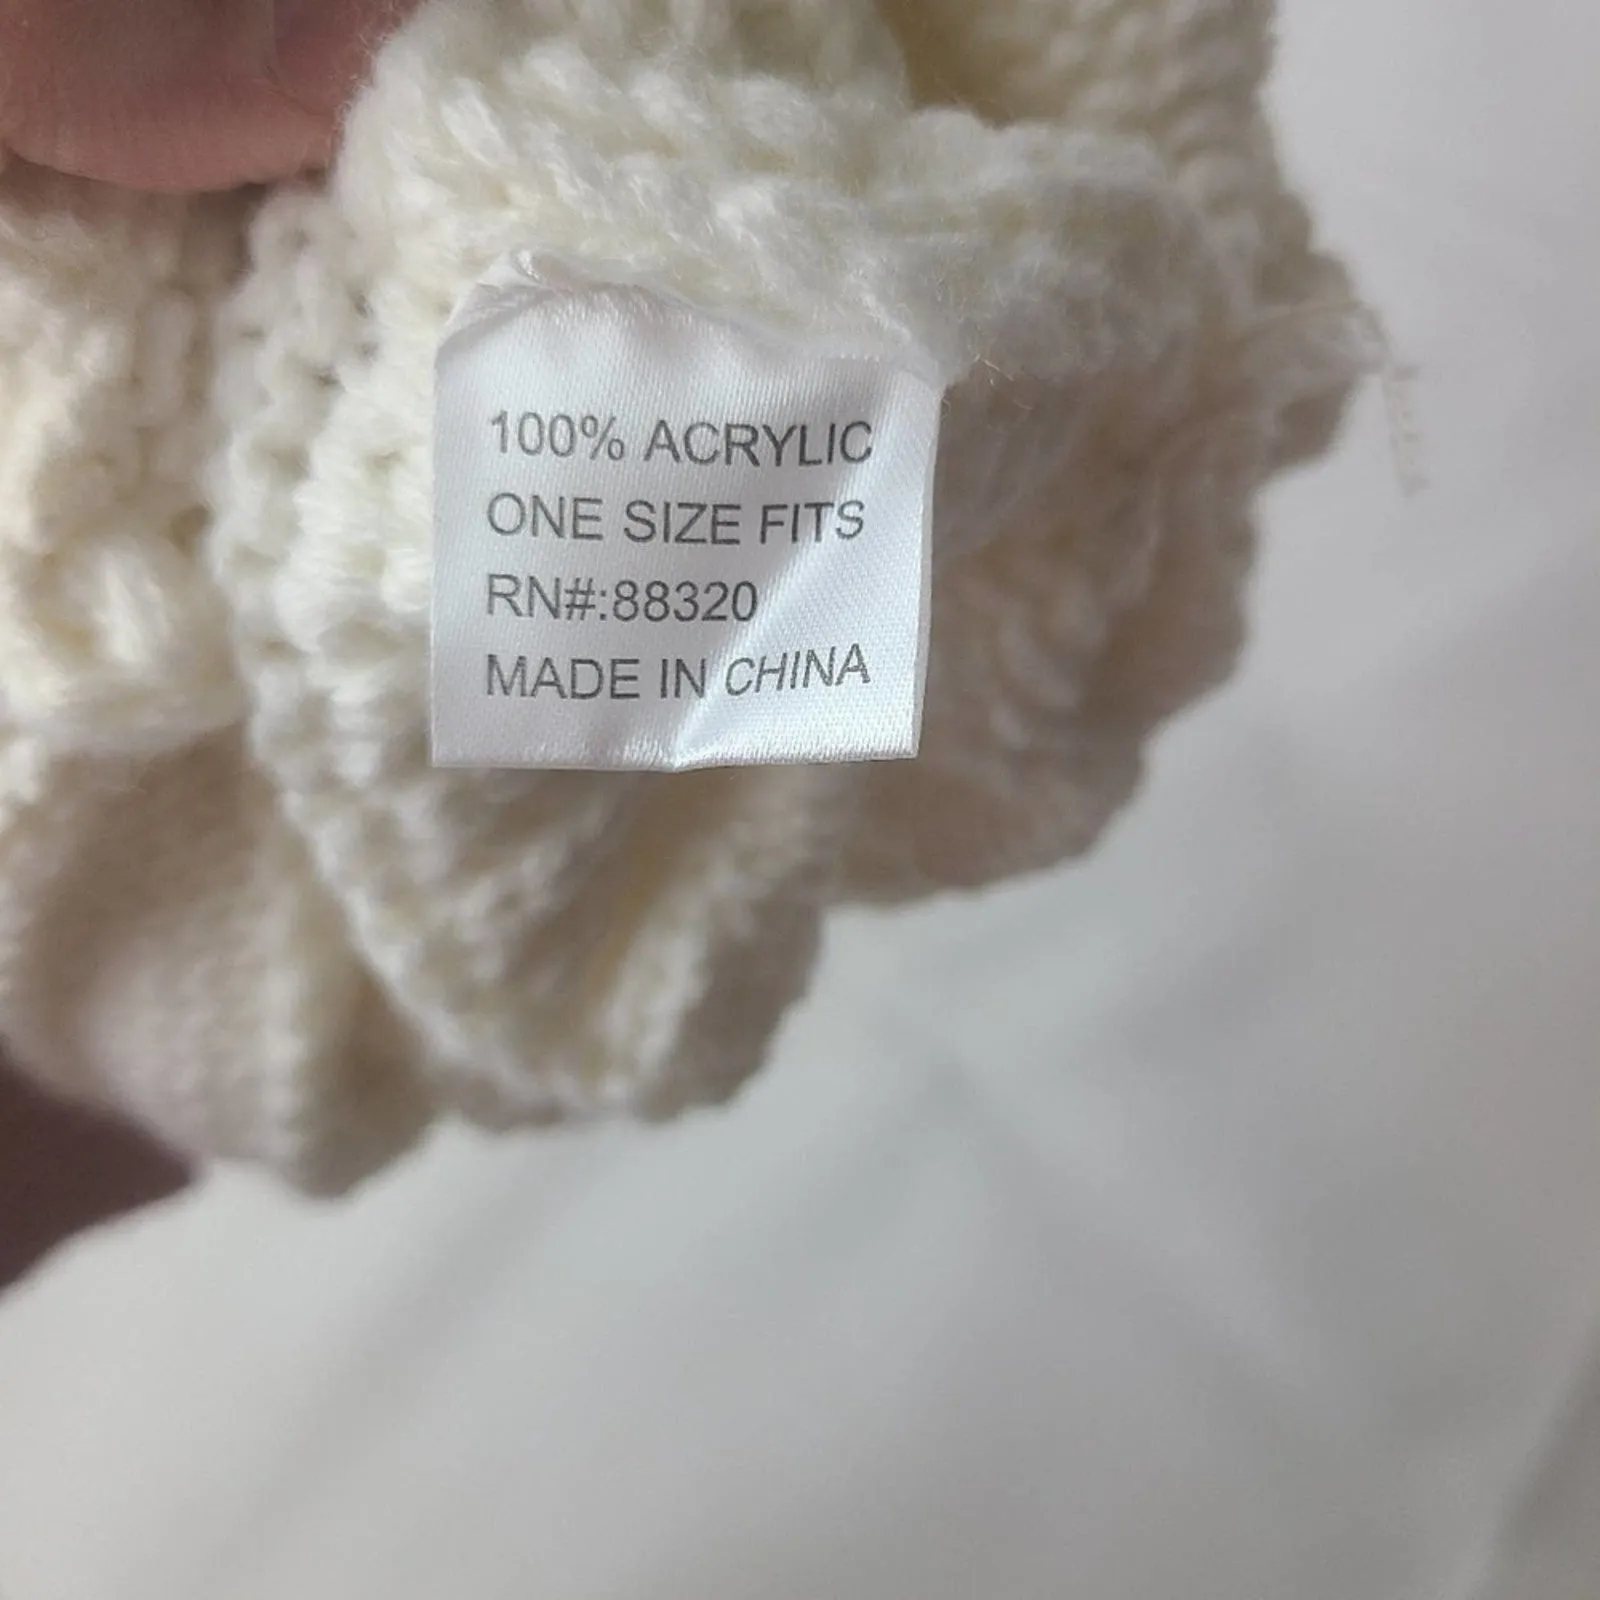 100% ACRYLIC
ONE SIZE FITS
RN#:88320
MADE IN CHINA